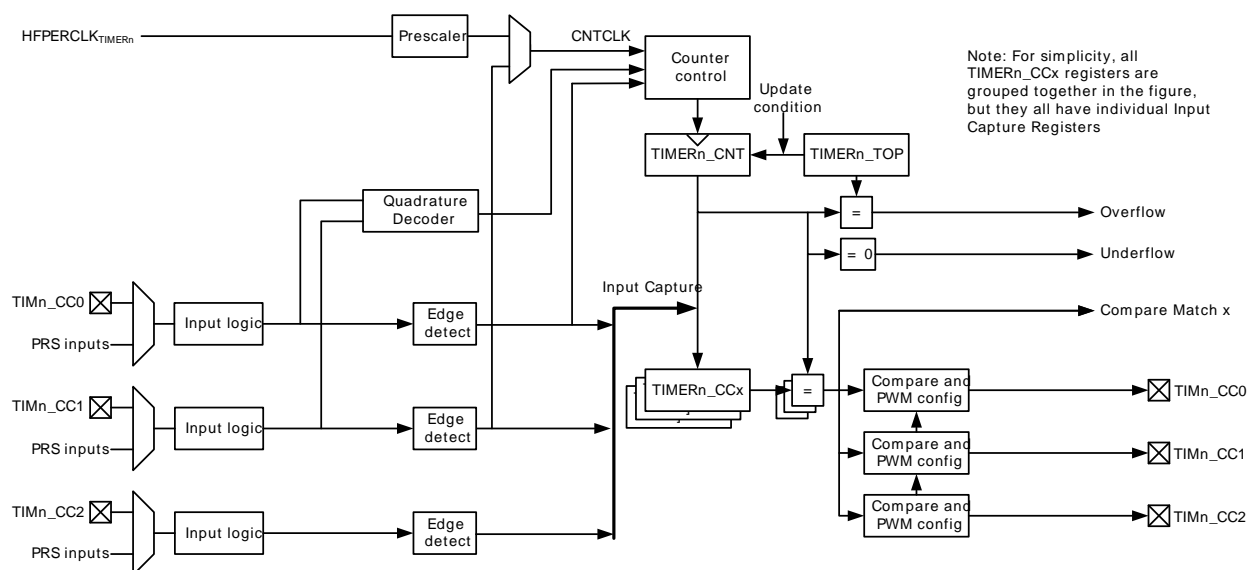 HFPERCLKTIMERn
Prescaler
CNTCLK
Counter
control
Note: For simplicity, all
TIMERn_CCx registers are
grouped together in the figure,
but they all have individual Input
Capture Registers
Update
condition
TIMERn_CNT
TIMERn_TOP
Quadrature
Decoder
=
Overflow
= 0
Underflow
TIMn_CC0
PRS inputs
Input logic
Edge
detect
Input Capture
Compare Match x
TIMERn_CCx
=
Compare and
PWM config
TIMn_CC0
TIMn_CC1
PRS inputs
Input logic
Edge
detect
Compare and
PWM config
TIMn_CC1
TIMn_CC2
PRS inputs
Input logic
Edge
detect
Compare and
PWM config
TIMn_CC2